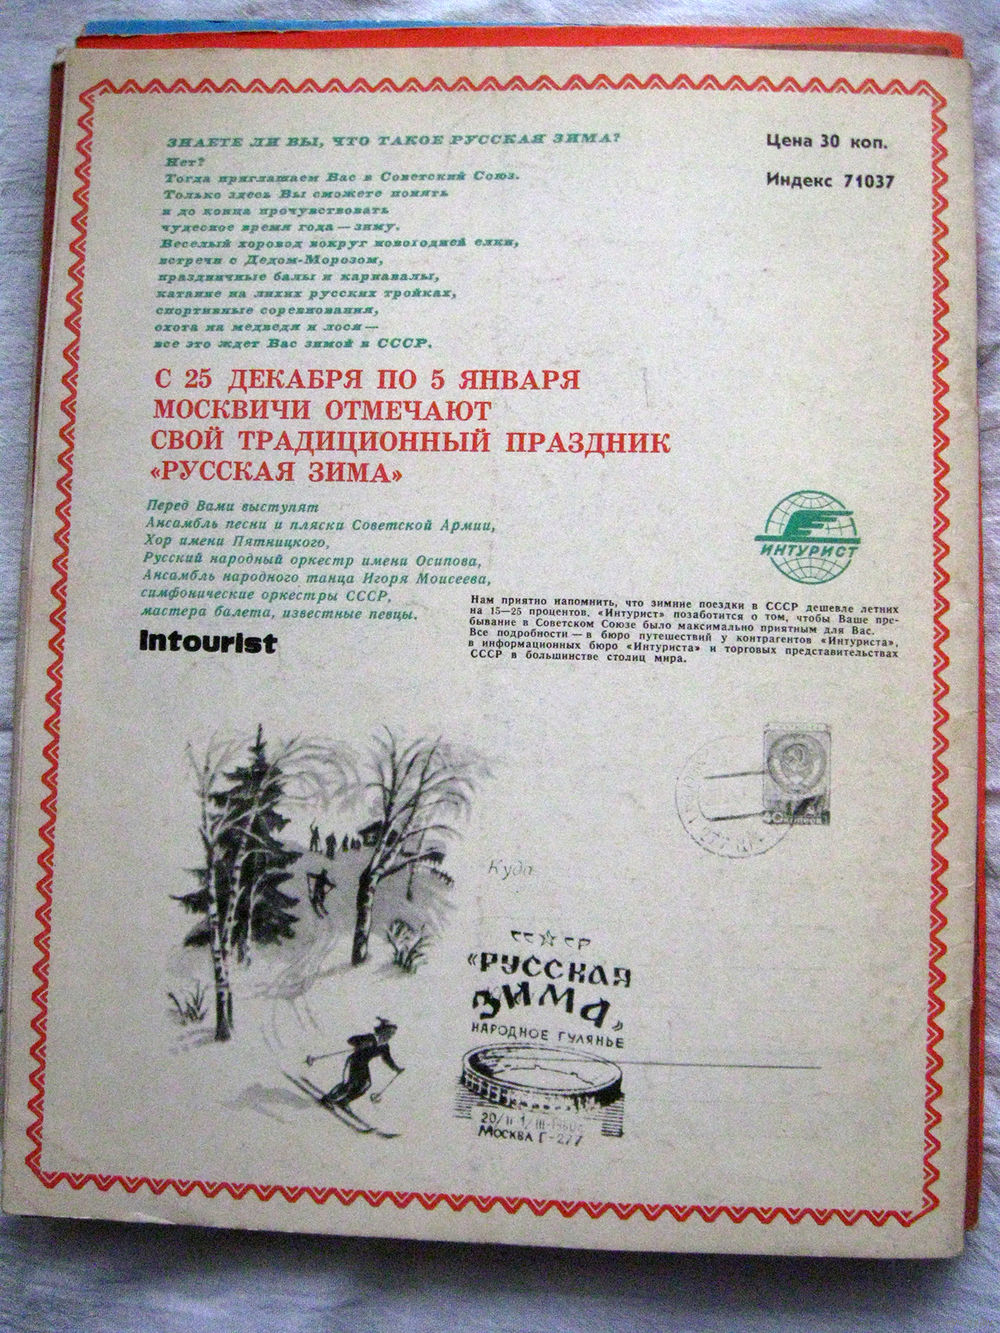 ЗНАЕТЕ ЛИ ВЫ, ЧТО ТАКОЕ РУССКАЯ ЗИМА?
Нет?
Тогда приглашаем Вас в Советский Союз.
Только здесь Вы сможете понять
и до конца прочувствовать
чудесное время года — зиму.
Веселый хоровод вокруг новогодней елки,
встречи с Дедом-Морозом,
праздничные балы и карнавалы,
катание на лихих русских тройках,
спортивные соревнования,
охота на медведя и лося —
все это ждет Вас зимой в СССР.
Цена 30 коп.
Индекс 71037
С 25 ДЕКАБРЯ ПО 5 ЯНВАРЯ
МОСКВИЧИ ОТМЕЧАЮТ
СВОЙ ТРАДИЦИОННЫЙ ПРАЗДНИК
«РУССКАЯ ЗИМА»
Перед Вами выступят
Ансамбль песни и пляски Советской Армии,
Хор имени Пятницкого,
Русский народный оркестр имени Осипова,
Ансамбль народного танца Игоря Моисеева,
симфонические оркестры СССР,
мастера балета, известные певцы.
Intourist
ИНТУРИСТ
Нам приятно напомнить, что зимние поездки в СССР дешевле летних
на 15—25 процентов. «Интурист» позаботится о том, чтобы Ваше пре-
бывание в Советском Союзе было максимально приятным для Вас.
Все подробности — в бюро путешествий у контрагентов «Интуриста»,
в информационных бюро «Интуриста» и торговых представительствах
СССР в большинстве столиц мира.
Куда
СССР
«РУССКАЯ
ЗИМА»
НАРОДНОЕ ГУЛЯНЬЕ
МОСКВА Г-277